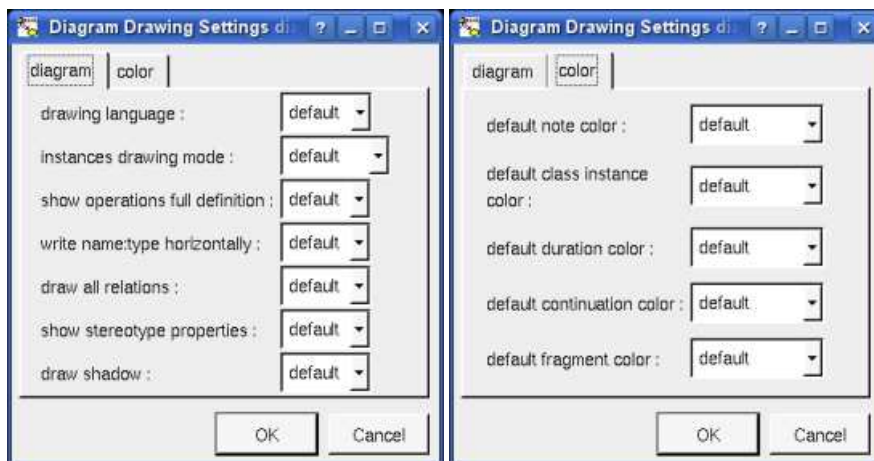 Diagram Drawing Settings di
diagram
color
drawing language :
default
instances drawing mode :
default
show operations full definition :
default
write name:type horizontally :
default
draw all relations :
default
show stereotype properties :
default
draw shadow :
default
OK
Cancel
Diagram Drawing Settings di
diagram
color
default note color :
default
default class instance
color :
default
default duration color :
default
default continuation color :
default
default fragment color :
default
OK
Cancel